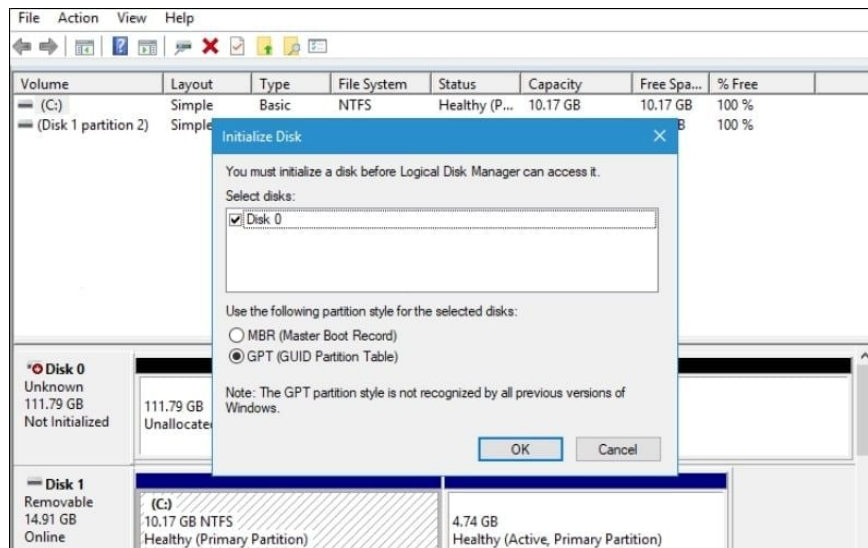 File Action View Help
Volume Layout Type File System Status Capacity Free Spa... % Free
(C:) Simple Basic NTFS Healthy (P... 10.17 GB 10.17 GB 100 %
(Disk 1 partition 2) Simple B 100 %
Initialize Disk
You must initialize a disk before Logical Disk Manager can access it.
Select disks:
Disk 0
Use the following partition style for the selected disks:
MBR (Master Boot Record)
GPT (GUID Partition Table)
Note: The GPT partition style is not recognized by all previous versions of
Windows.
OK Cancel
Disk 0
Unknown
111.79 GB
Not Initialized
111.79 GB
Unallocate
Disk 1
Removable
14.91 GB
Online
(C:)
10.17 GB NTFS
Healthy (Primary Partition)
4.74 GB
Healthy (Active, Primary Partition)